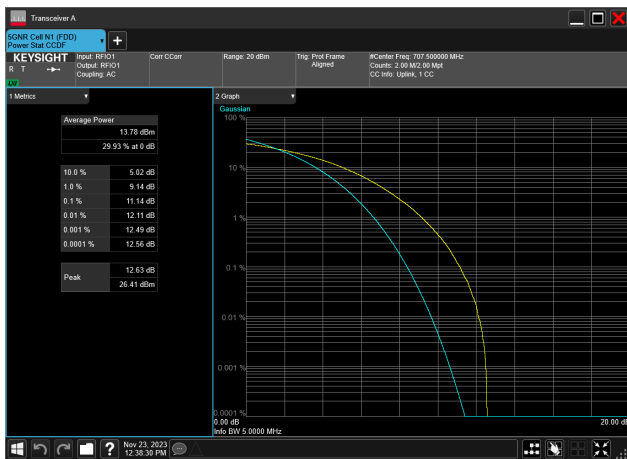 Transceiver A
5GNR Cell N1 (FDD)
Power Stat CCDF
KEYSIGHT
R T
LV
Input: RFIO1
Output: RFIO1
Coupling: AC
Corr CCorr
Range: 20 dBm
Trig: Prot Frame
Aligned
#Center Freq: 707.500000 MHz
Counts: 2.00 M/2.00 Mpt
CC Info: Uplink, 1 CC
1 Metrics
Average Power
13.78 dBm
29.93 % at 0 dB
10.0 % 5.02 dB
1.0 % 9.14 dB
0.1 % 11.14 dB
0.01 % 12.11 dB
0.001 % 12.49 dB
0.0001 % 12.56 dB
Peak 12.63 dB
26.41 dBm
2 Graph
Gaussian
100 %
10 %
1 %
0.1 %
0.01 %
0.001 %
0.0001 %
0.00 dB 20.00 dB
Info BW 5.0000 MHz
Nov 23, 2023
12:38:30 PM